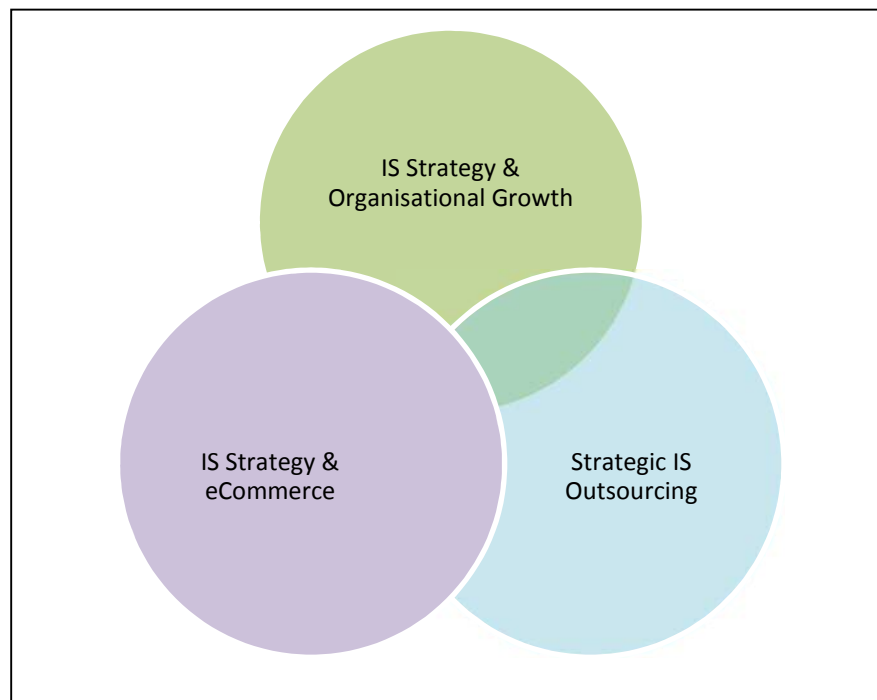 IS Strategy &
Organisational Growth
IS Strategy &
eCommerce
Strategic IS
Outsourcing